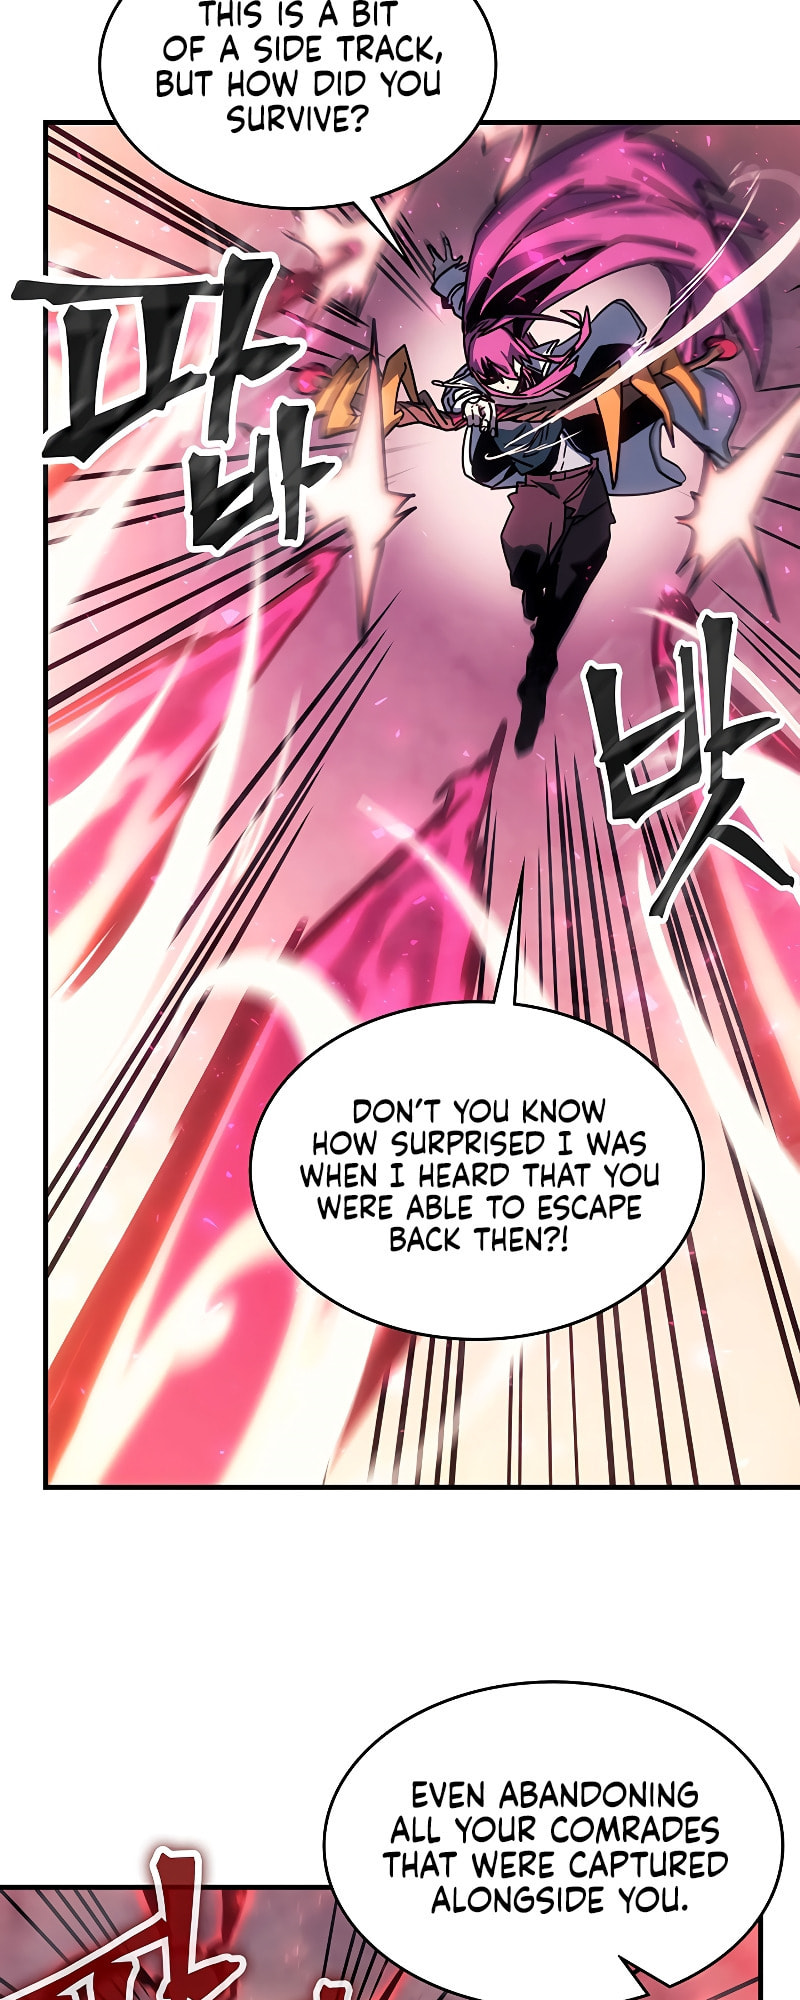 THIS IS A BIT
OF A SIDE TRACK,
BUT HOW DID YOU
SURVIVE?
파
바
밧
DON'T YOU KNOW
HOW SURPRISED I WAS
WHEN I HEARD THAT YOU
WERE ABLE TO ESCAPE
BACK THEN?!
EVEN ABANDONING
ALL YOUR COMRADES
THAT WERE CAPTURED
ALONGSIDE YOU.